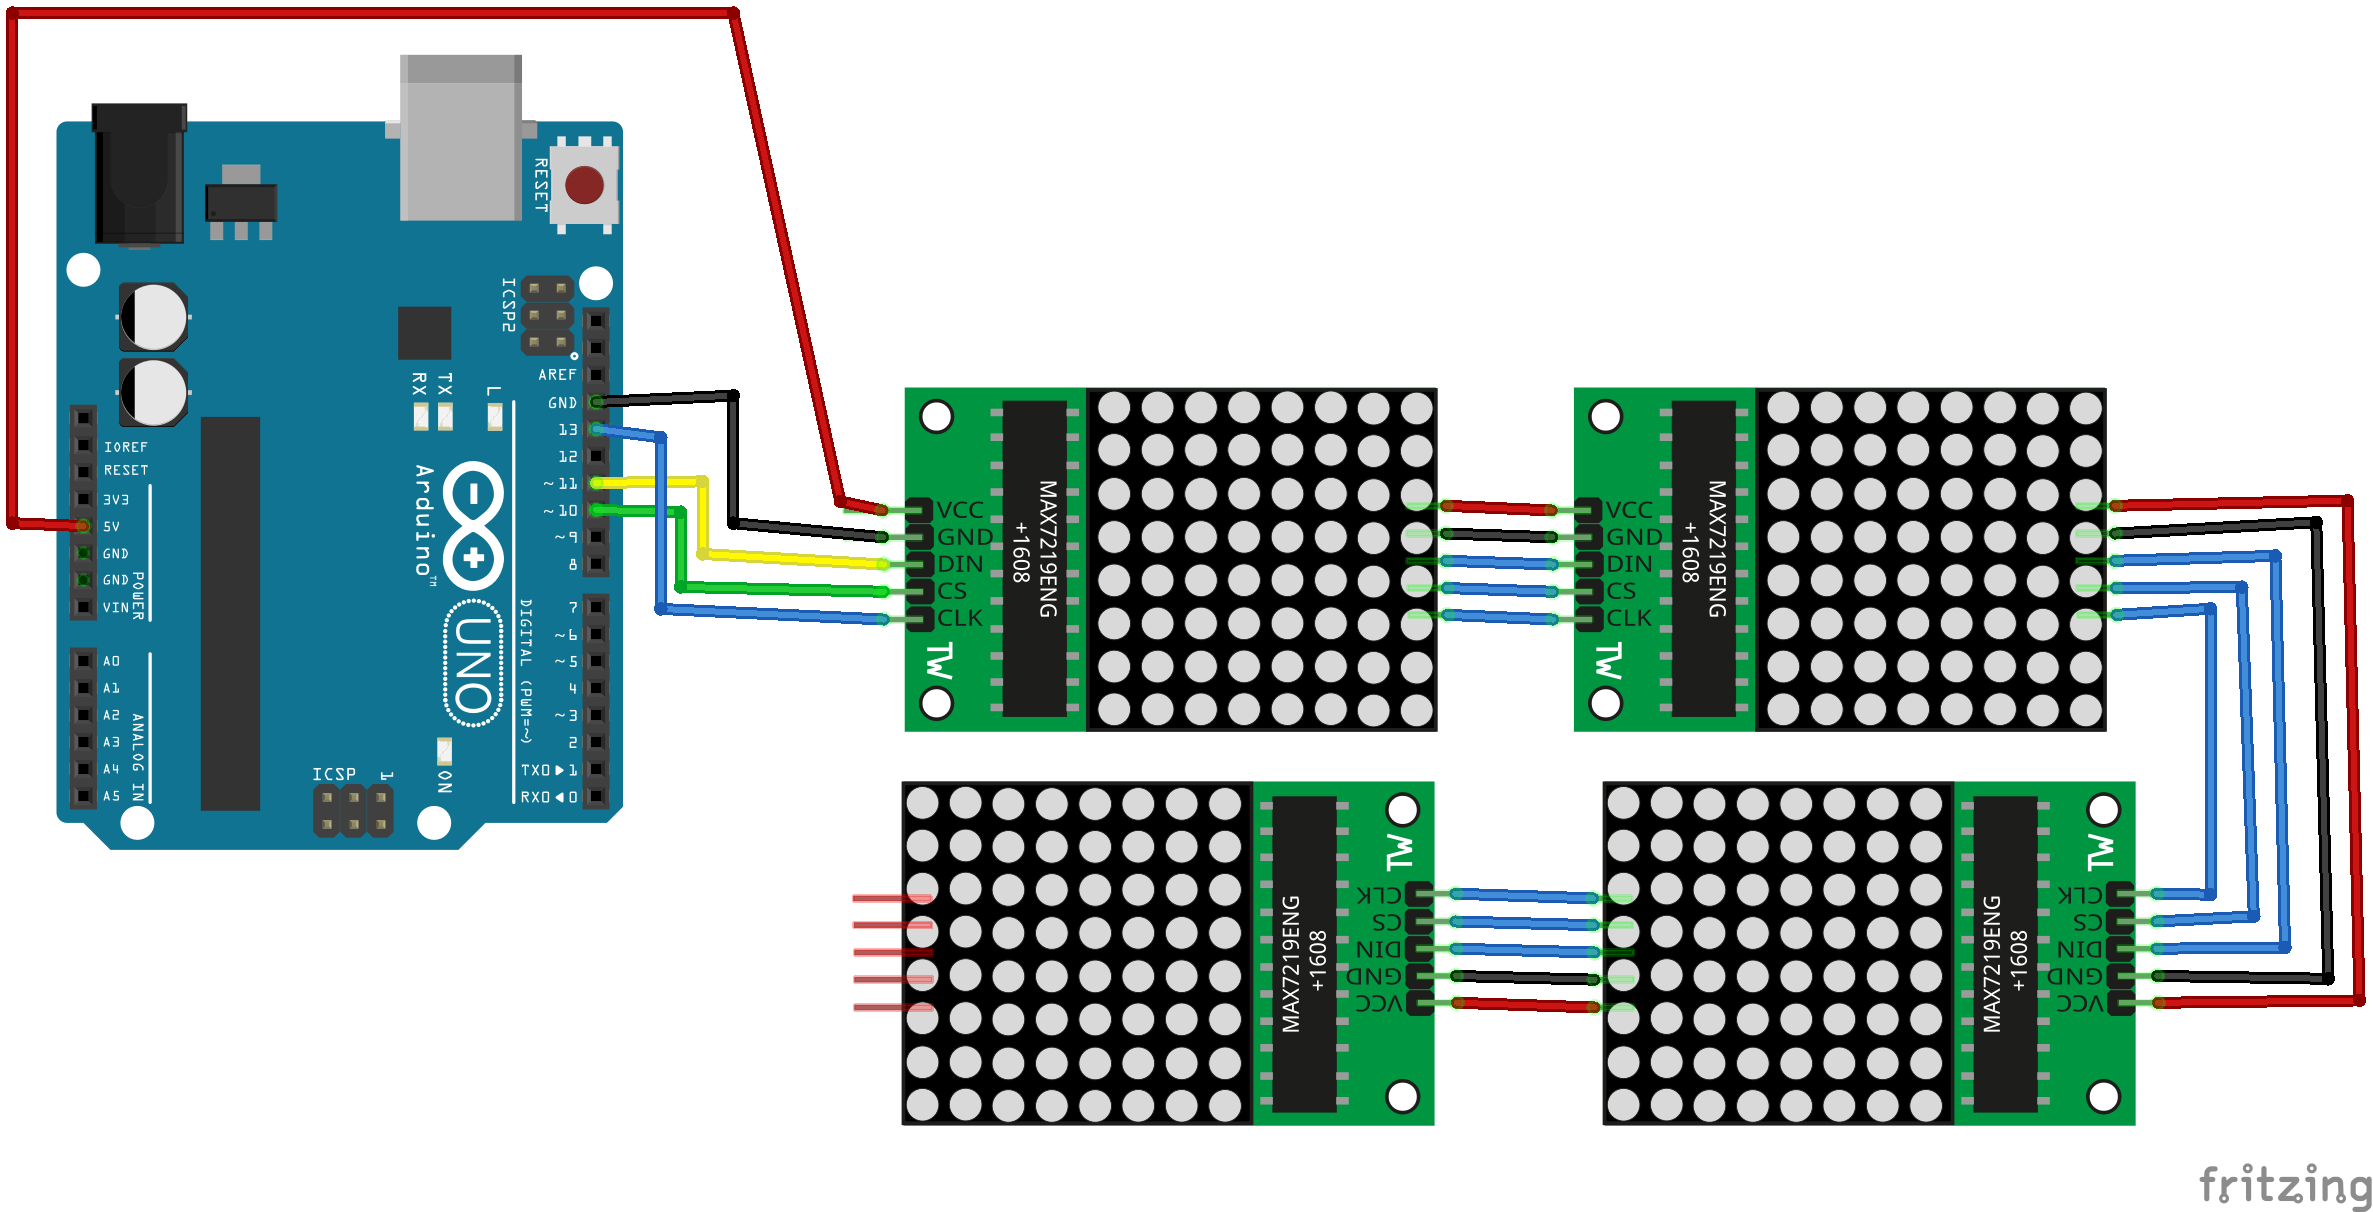 RESET
ICSP2
AREF
GND
13
12
~11
~10
~9
8
7
~6
~5
4
~3
2
TX0 ▶ 1
RX0 ◀ 0
RX
TX
L
IOREF
RESET
3V3
5V
GND
GND
VIN
POWER
A0
A1
A2
A3
A4
A5
ANALOG IN
Arduino™
UNO
DIGITAL (PWM=~)
ON
ICSP
1
VCC
GND
DIN
CS
CLK
TW
MAX7219ENG
+1608
VCC
GND
DIN
CS
CLK
TW
MAX7219ENG
+1608
MAX7219ENG
+1608
TW
CLK
CS
DIN
GND
VCC
MAX7219ENG
+1608
TW
CLK
CS
DIN
GND
VCC
fritzing